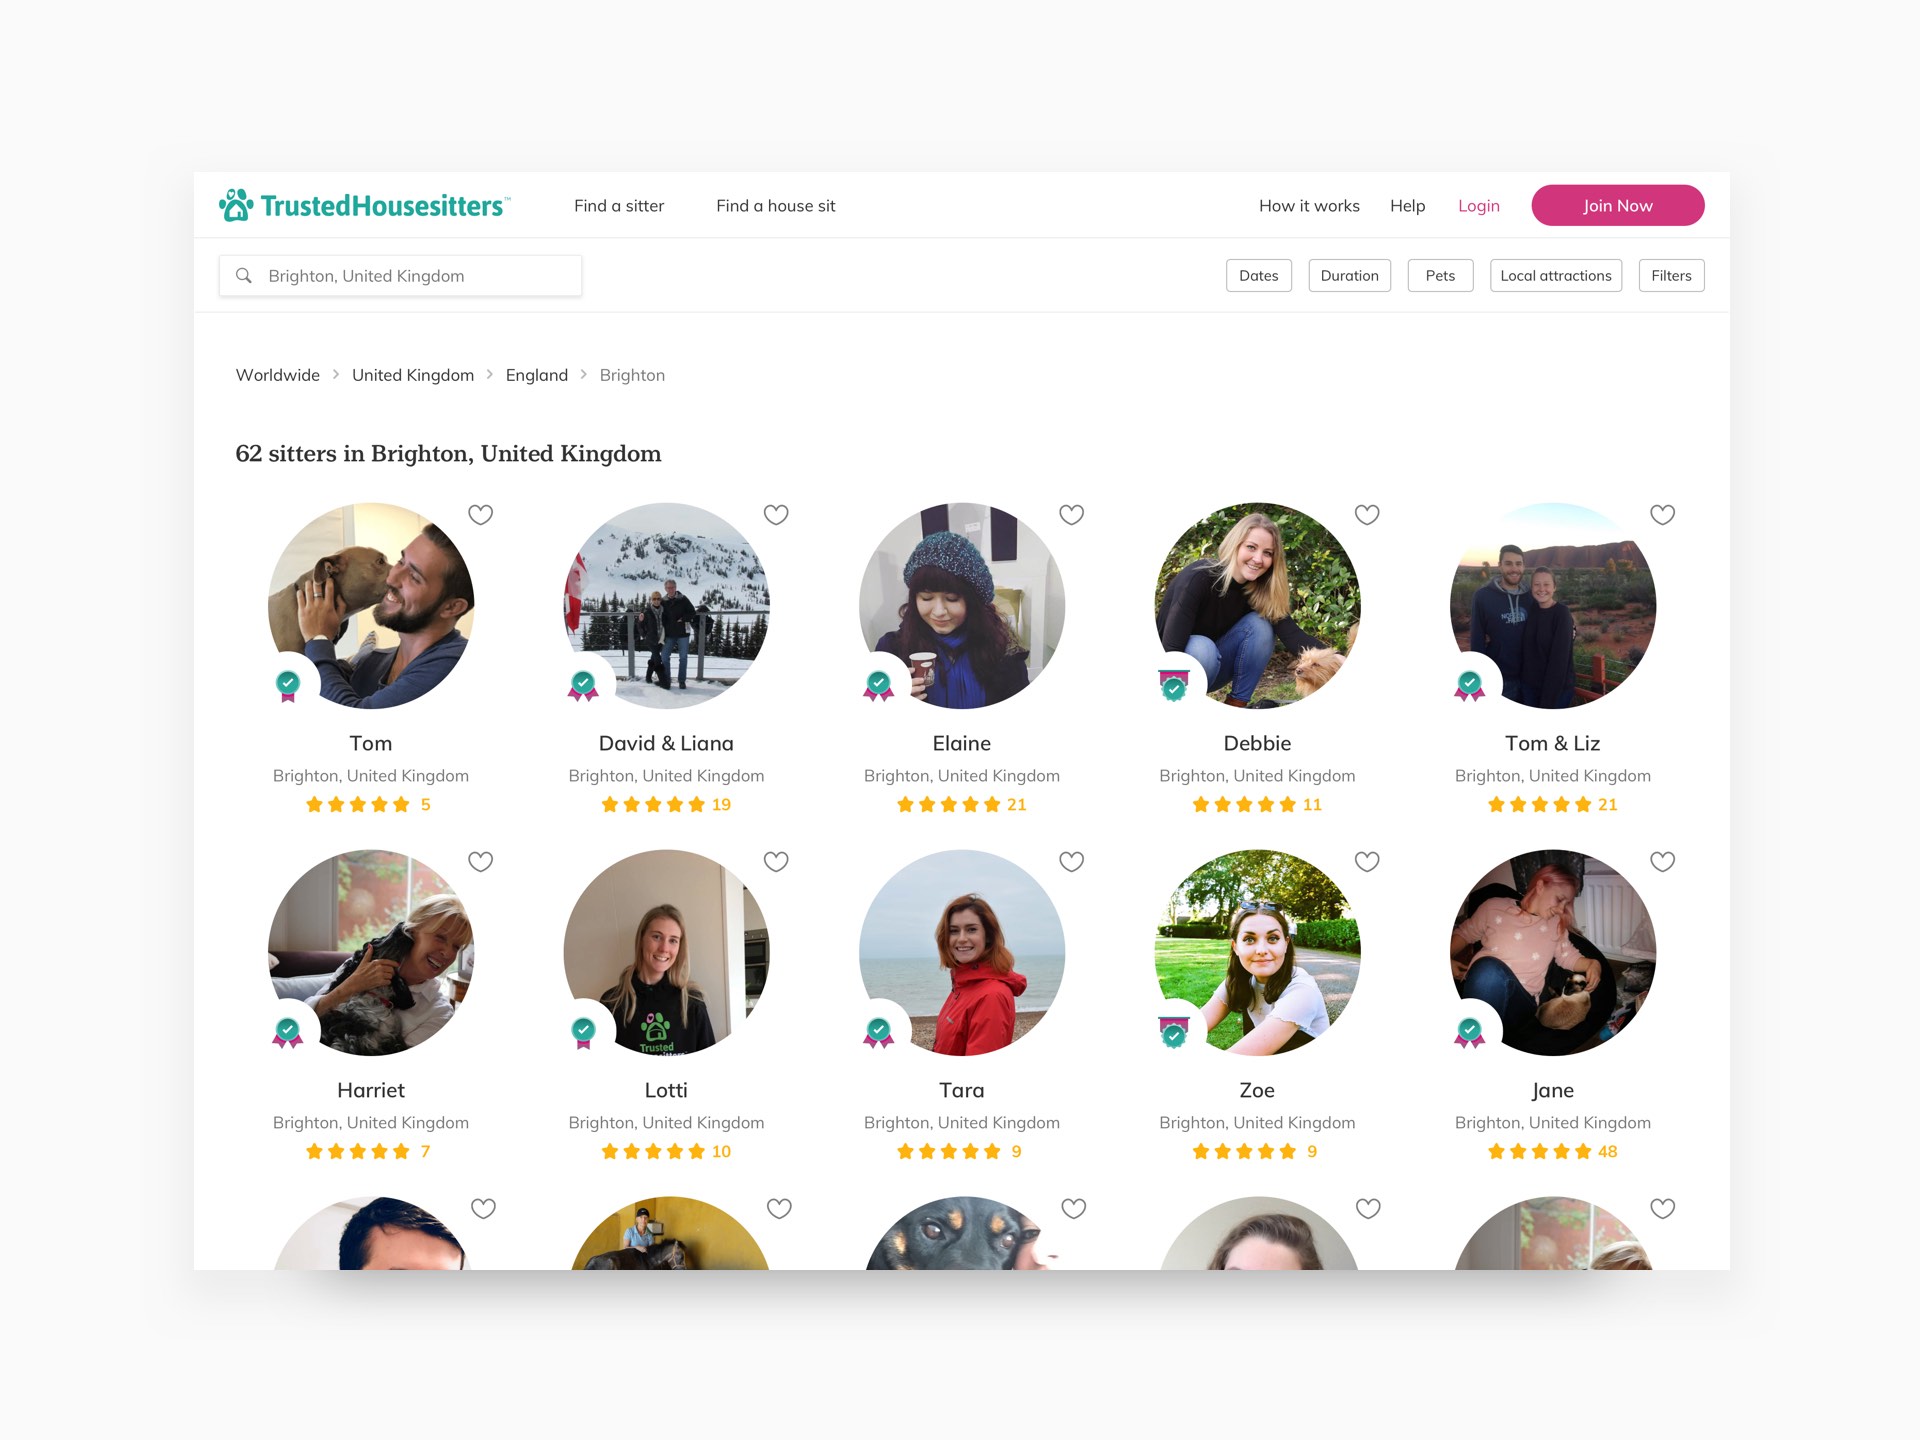 TrustedHousesitters™ Find a sitter Find a house sit How it works Help Login Join Now
Brighton, United Kingdom Dates Duration Pets Local attractions Filters
Worldwide > United Kingdom > England > Brighton
62 sitters in Brighton, United Kingdom
Tom David & Liana Elaine Debbie Tom & Liz
Brighton, United Kingdom Brighton, United Kingdom Brighton, United Kingdom Brighton, United Kingdom Brighton, United Kingdom
5 19 21 11 21
Trusted
Harriet Lotti Tara Zoe Jane
Brighton, United Kingdom Brighton, United Kingdom Brighton, United Kingdom Brighton, United Kingdom Brighton, United Kingdom
7 10 9 9 48